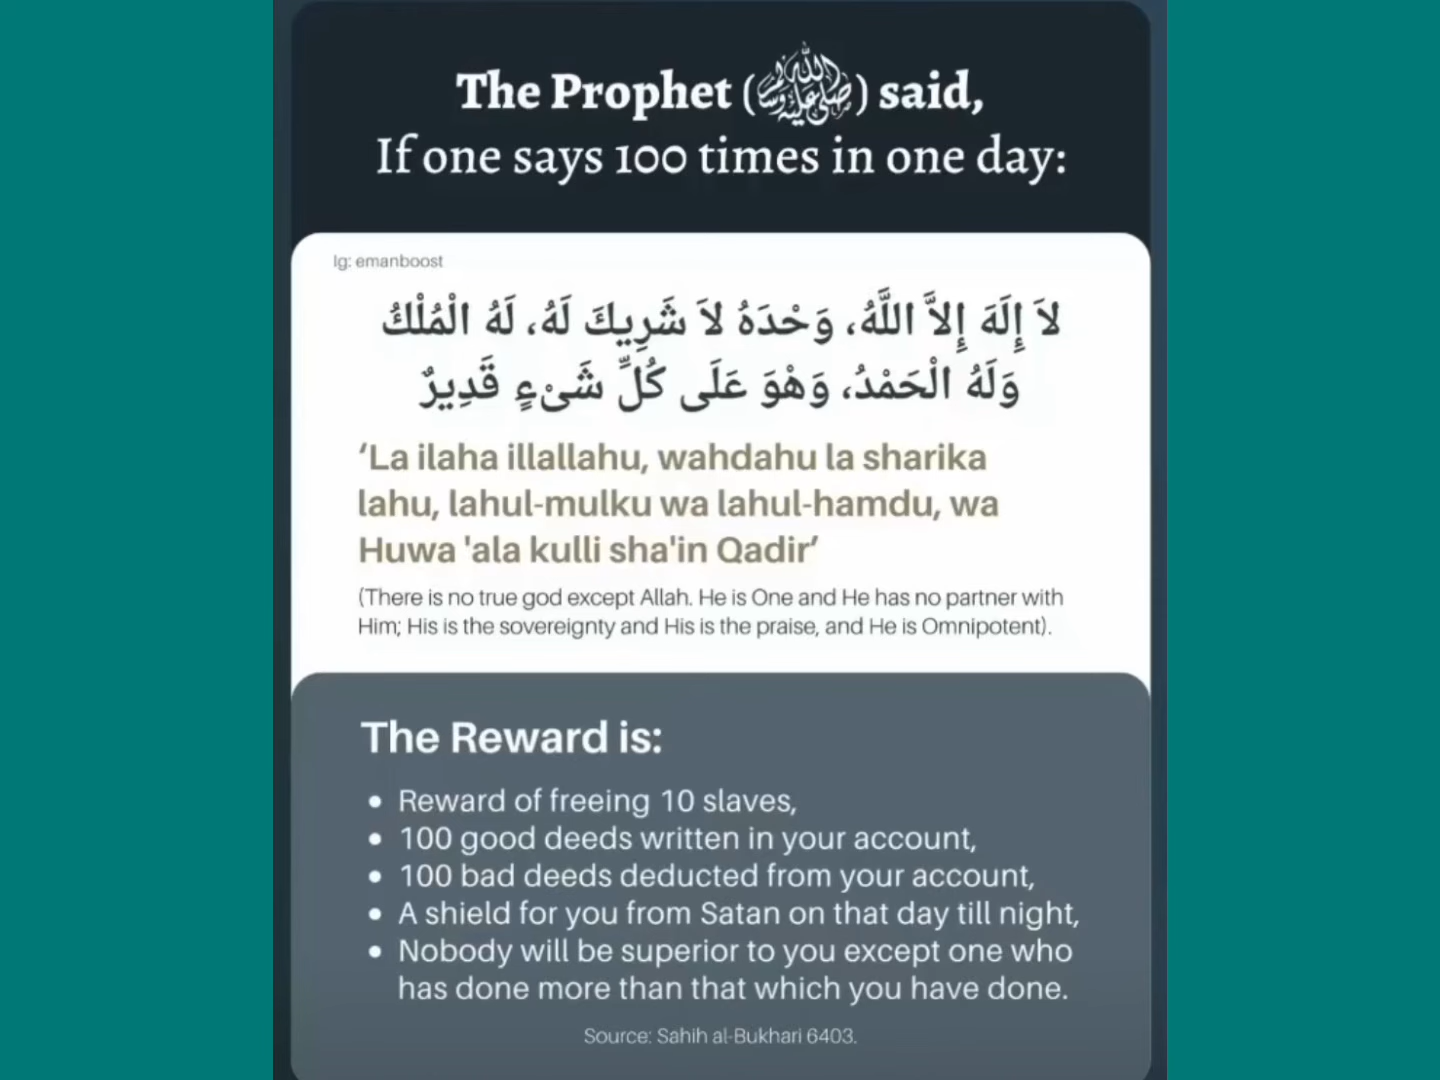 The Prophet (ﷺ) said,
If one says 100 times in one day:
Ig: emanboost
لاَ إِلَهَ إِلاَّ اللَّهُ، وَحْدَهُ لاَ شَرِيكَ لَهُ، لَهُ الْمُلْكُ
وَلَهُ الْحَمْدُ، وَهْوَ عَلَى كُلِّ شَىْءٍ قَدِيرٌ
‘La ilaha illallahu, wahdahu la sharika
lahu, lahul-mulku wa lahul-hamdu, wa
Huwa 'ala kulli sha'in Qadir’
(There is no true god except Allah. He is One and He has no partner with
Him; His is the sovereignty and His is the praise, and He is Omnipotent).
The Reward is:
• Reward of freeing 10 slaves,
• 100 good deeds written in your account,
• 100 bad deeds deducted from your account,
• A shield for you from Satan on that day till night,
• Nobody will be superior to you except one who
has done more than that which you have done.
Source: Sahih al-Bukhari 6403.